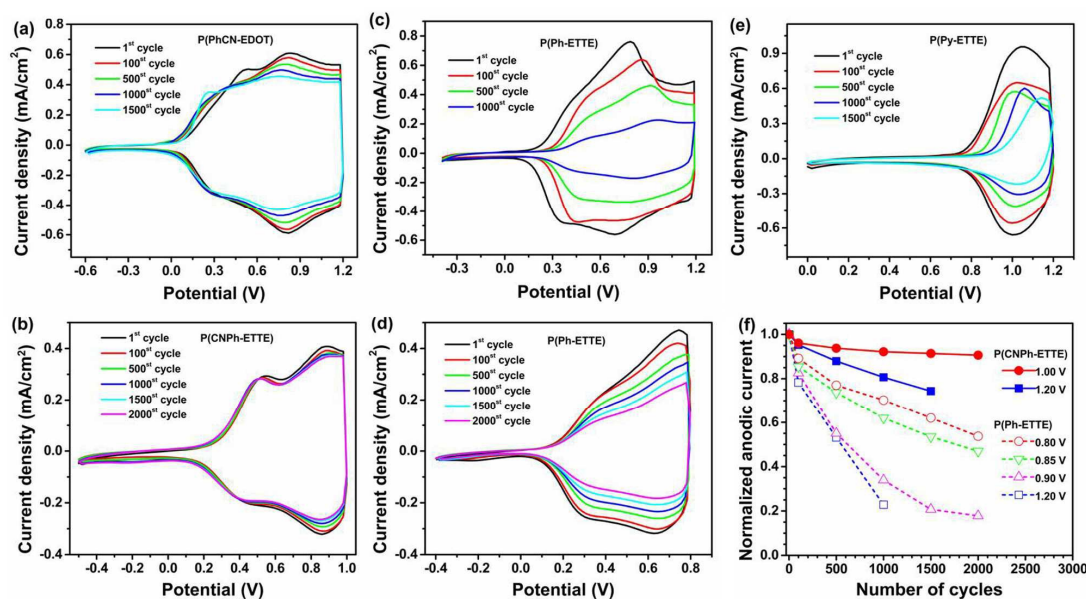 (a)
P(PhCN-EDOT)
1st cycle
100st cycle
500st cycle
1000st cycle
1500st cycle
0.8
0.6
0.4
0.2
0.0
-0.2
-0.4
-0.6
-0.6 -0.3 0.0 0.3 0.6 0.9 1.2
Current density (mA/cm2)
Potential (V)
(c)
P(Ph-ETTE)
1st cycle
100st cycle
500st cycle
1000st cycle
0.8
0.6
0.4
0.2
0.0
-0.2
-0.4
-0.6
-0.3 0.0 0.3 0.6 0.9 1.2
Current density (mA/cm2)
Potential (V)
(e)
P(Py-ETTE)
1st cycle
100st cycle
500st cycle
1000st cycle
1500st cycle
1.2
0.9
0.6
0.3
0.0
-0.3
-0.6
-0.9
0.0 0.2 0.4 0.6 0.8 1.0 1.2
Current density (mA/cm2)
Potential (V)
(b)
P(CNPh-ETTE)
1st cycle
100st cycle
500st cycle
1000st cycle
1500st cycle
2000st cycle
0.4
0.2
0.0
-0.2
-0.4
-0.4 -0.2 0.0 0.2 0.4 0.6 0.8 1.0
Current density (mA/cm2)
Potential (V)
(d)
P(Ph-ETTE)
1st cycle
100st cycle
500st cycle
1000st cycle
1500st cycle
2000st cycle
0.4
0.2
0.0
-0.2
-0.4
-0.4 -0.2 0.0 0.2 0.4 0.6 0.8
Current density (mA/cm2)
Potential (V)
(f)
P(CNPh-ETTE)
1.00 V
1.20 V
P(Ph-ETTE)
0.80 V
0.85 V
0.90 V
1.20 V
1.0
0.8
0.6
0.4
0.2
0.0
0 500 1000 1500 2000 2500 3000
Normalized anodic current
Number of cycles